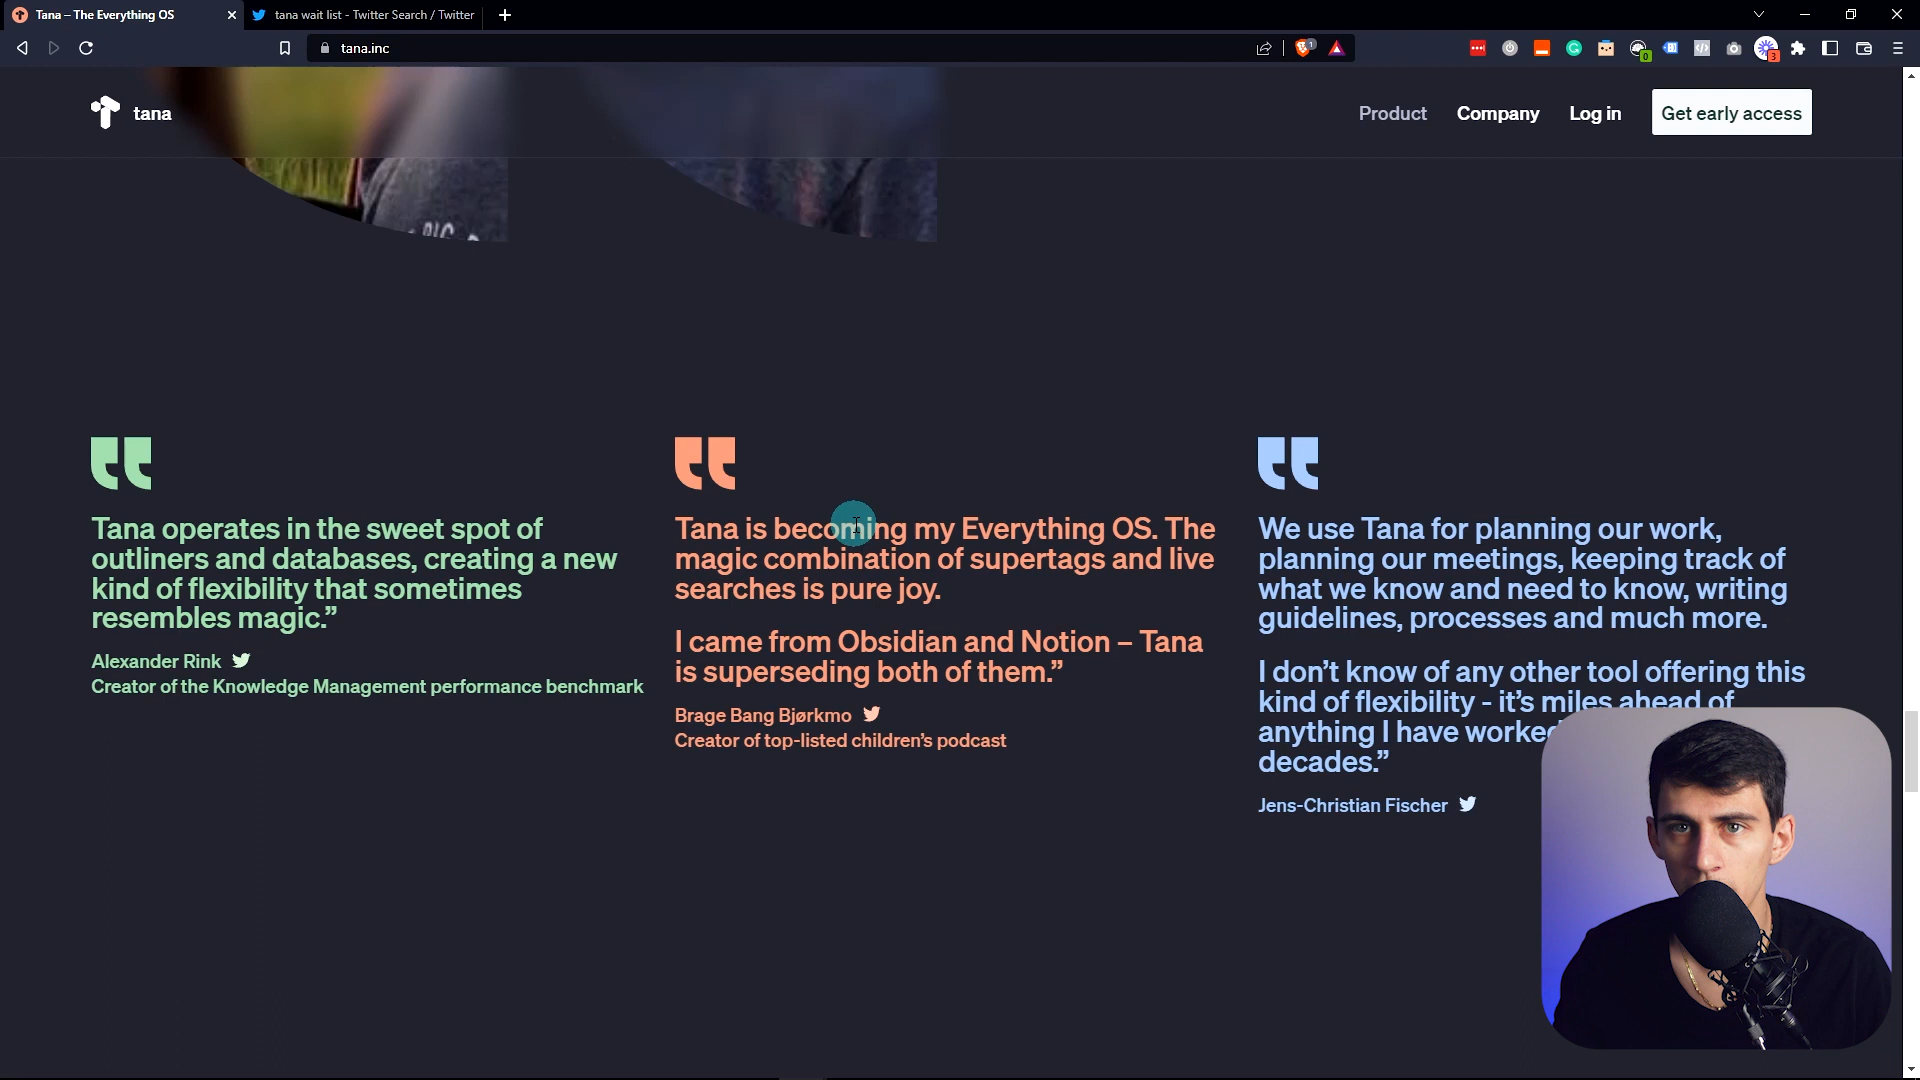 Tana – The Everything OS
tana wait list - Twitter Search / Twitter
tana.inc
tana
Product
Company
Log in
Get early access
Tana operates in the sweet spot of
outliners and databases, creating a new
kind of flexibility that sometimes
resembles magic.”
Alexander Rink
Creator of the Knowledge Management performance benchmark
Tana is becoming my Everything OS. The
magic combination of supertags and live
searches is pure joy.
I came from Obsidian and Notion – Tana
is superseding both of them.”
Brage Bang Bjørkmo
Creator of top-listed children’s podcast
We use Tana for planning our work,
planning our meetings, keeping track of
what we know and need to know, writing
guidelines, processes and much more.
I don’t know of any other tool offering this
kind of flexibility - it’s miles ahead of
anything I have worked
decades.”
Jens-Christian Fischer